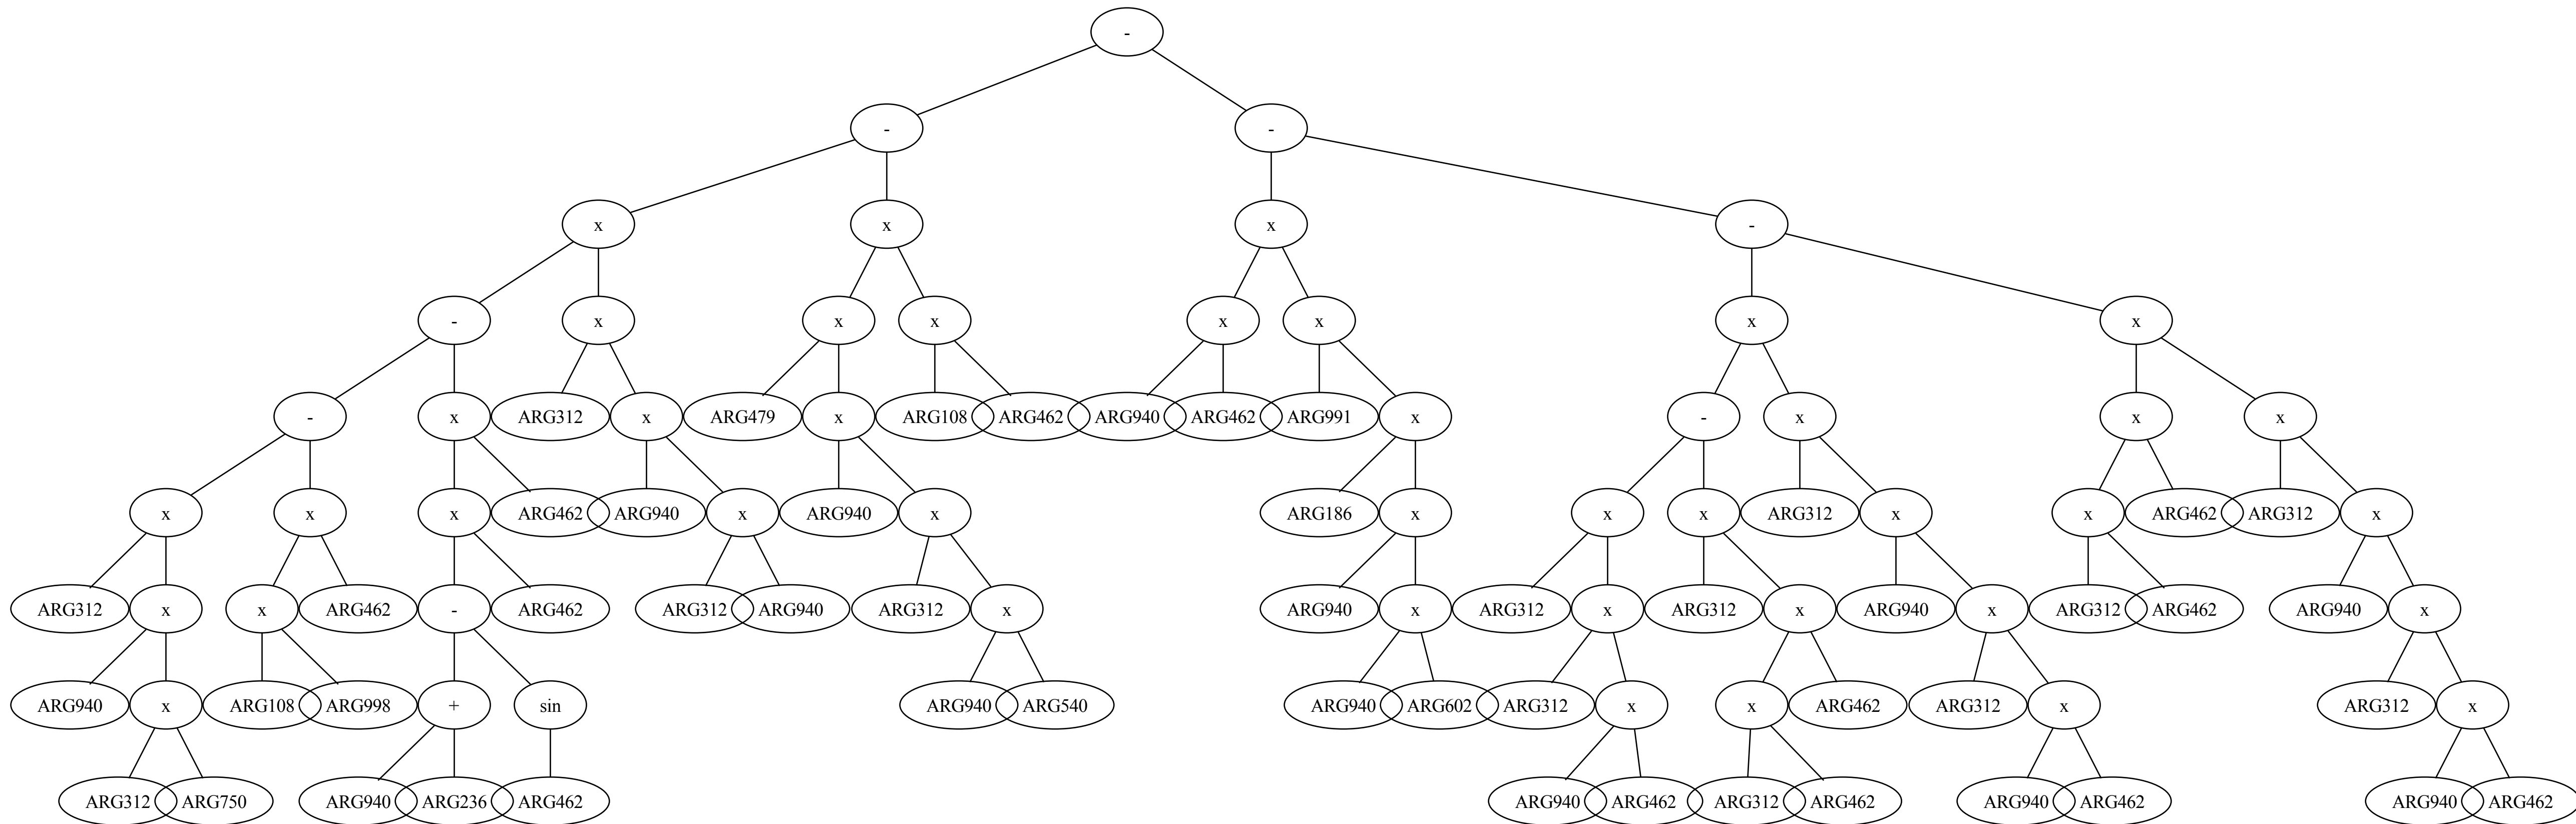 -
- -
x x x -
- x x x x x x x
- x ARG312 x ARG479 x ARG108 ARG462 ARG940 ARG462 ARG991 x - x x x
x x x ARG462 ARG940 x ARG940 x ARG186 x x x ARG312 x x ARG462 ARG312 x
ARG312 x x ARG462 - ARG462 ARG312 ARG940 ARG312 x ARG940 x ARG312 x ARG312 x ARG940 x ARG312 ARG462 ARG940 x
ARG940 x ARG108 ARG998 + sin ARG940 ARG540 ARG940 ARG602 ARG312 x x ARG462 ARG312 x ARG312 x
ARG312 ARG750 ARG940 ARG236 ARG462 ARG940 ARG462 ARG312 ARG462 ARG940 ARG462 ARG940 ARG462